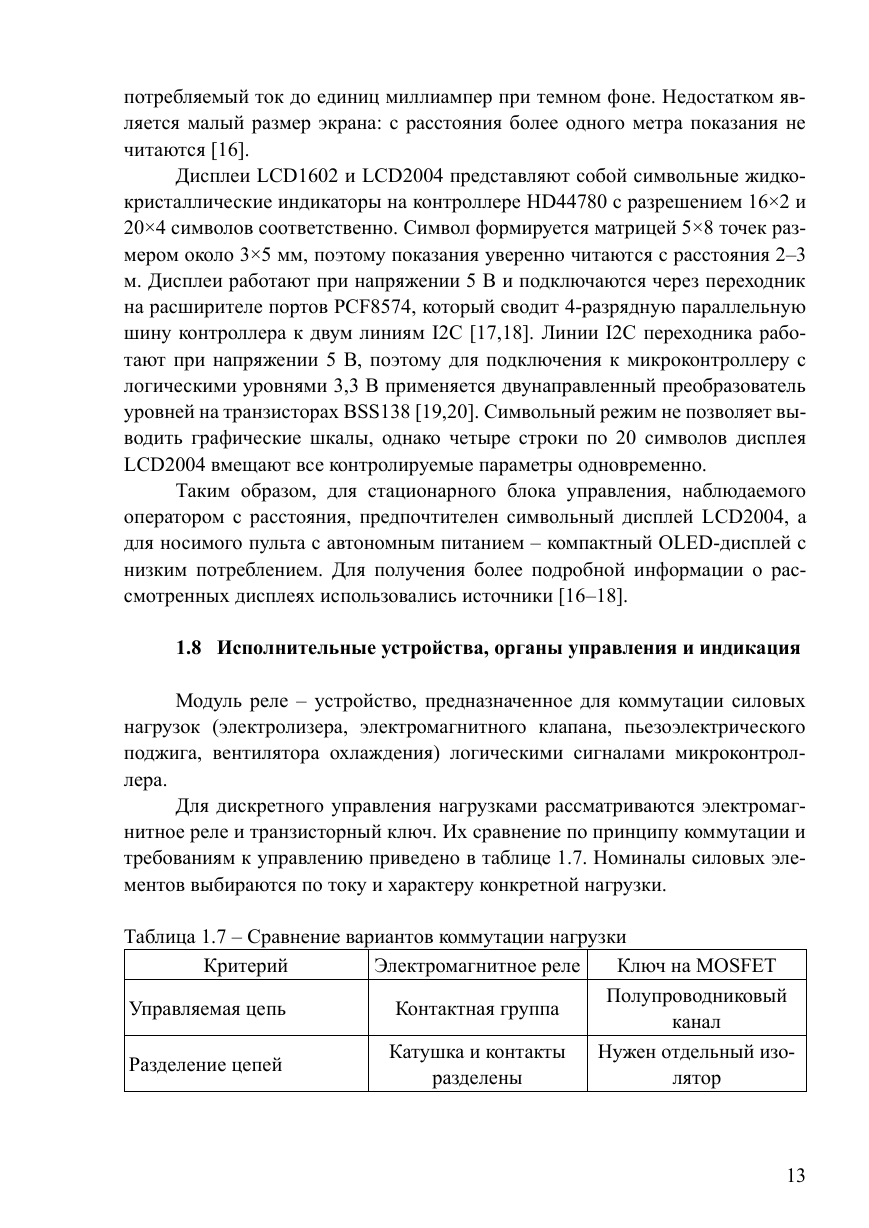 потребляемый ток до единиц миллиампер при темном фоне. Недостатком яв-
ляется малый размер экрана: с расстояния более одного метра показания не
читаются [16].
Дисплеи LCD1602 и LCD2004 представляют собой символьные жидко-
кристаллические индикаторы на контроллере HD44780 с разрешением 16×2 и
20×4 символов соответственно. Символ формируется матрицей 5×8 точек раз-
мером около 3×5 мм, поэтому показания уверенно читаются с расстояния 2–3
м. Дисплеи работают при напряжении 5 В и подключаются через переходник
на расширителе портов PCF8574, который сводит 4-разрядную параллельную
шину контроллера к двум линиям I2C [17,18]. Линии I2C переходника рабо-
тают при напряжении 5 В, поэтому для подключения к микроконтроллеру с
логическими уровнями 3,3 В применяется двунаправленный преобразователь
уровней на транзисторах BSS138 [19,20]. Символьный режим не позволяет вы-
водить графические шкалы, однако четыре строки по 20 символов дисплея
LCD2004 вмещают все контролируемые параметры одновременно.
Таким образом, для стационарного блока управления, наблюдаемого
оператором с расстояния, предпочтителен символьный дисплей LCD2004, а
для носимого пульта с автономным питанием – компактный OLED-дисплей с
низким потреблением. Для получения более подробной информации о рас-
смотренных дисплеях использовались источники [16–18].
1.8 Исполнительные устройства, органы управления и индикация
Модуль реле – устройство, предназначенное для коммутации силовых
нагрузок (электролизера, электромагнитного клапана, пьезоэлектрического
поджига, вентилятора охлаждения) логическими сигналами микроконтрол-
лера.
Для дискретного управления нагрузками рассматриваются электромаг-
нитное реле и транзисторный ключ. Их сравнение по принципу коммутации и
требованиям к управлению приведено в таблице 1.7. Номиналы силовых эле-
ментов выбираются по току и характеру конкретной нагрузки.
Таблица 1.7 – Сравнение вариантов коммутации нагрузки
Критерий Электромагнитное реле Ключ на MOSFET
Управляемая цепь Контактная группа Полупроводниковый
канал
Разделение цепей Катушка и контакты
разделены Нужен отдельный изо-
лятор
13